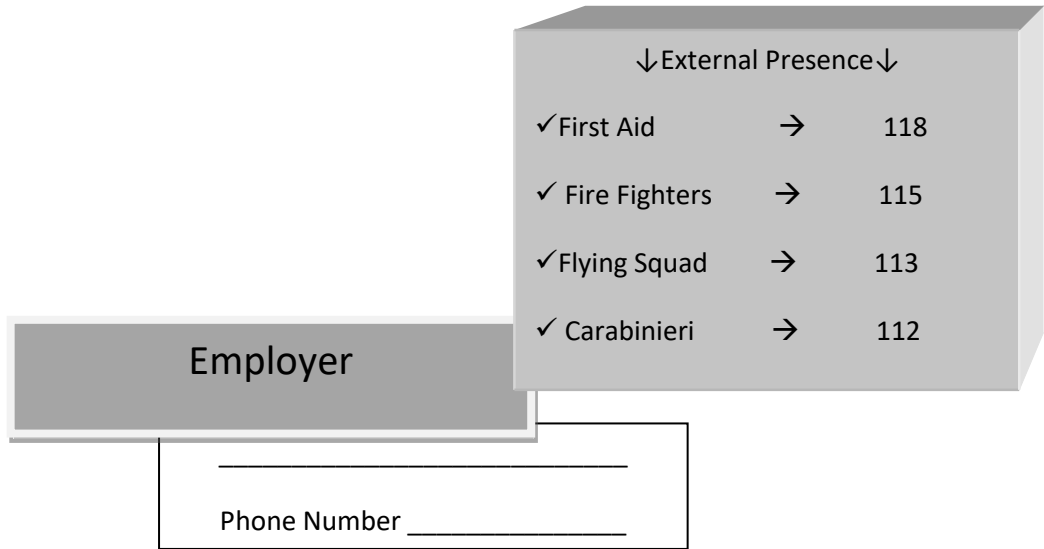 ↓External Presence↓
✓First Aid → 118
✓ Fire Fighters → 115
✓Flying Squad → 113
✓ Carabinieri → 112
Employer
____________________________
Phone Number _______________